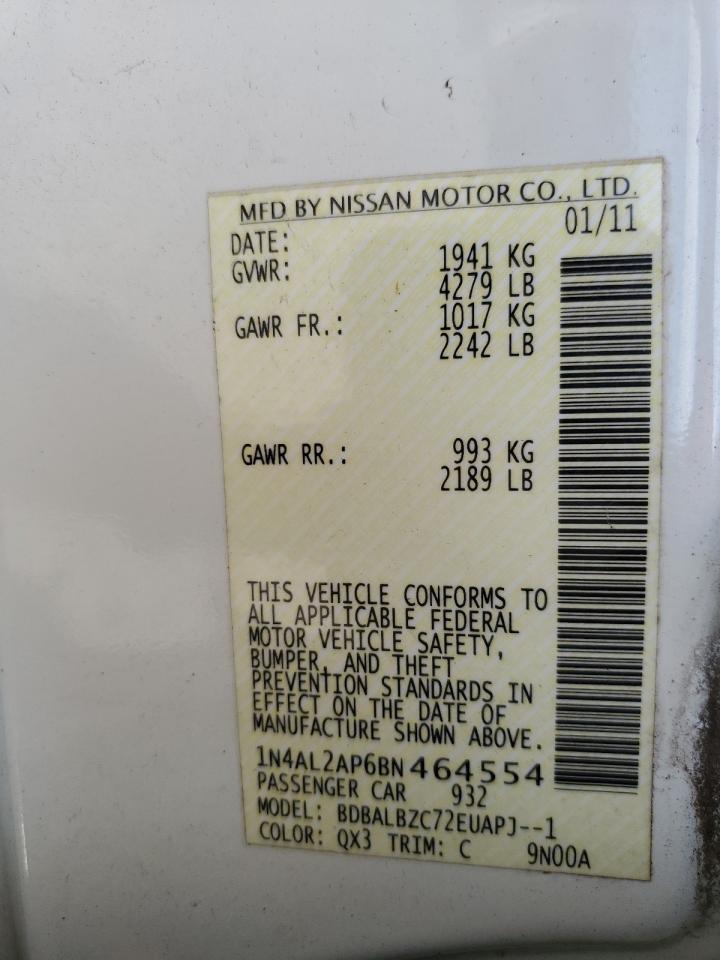 MFD BY NISSAN MOTOR CO., LTD.
DATE: 01/11
GVWR: 1941 KG
4279 LB
GAWR FR.: 1017 KG
2242 LB
GAWR RR.: 993 KG
2189 LB
THIS VEHICLE CONFORMS TO
ALL APPLICABLE FEDERAL
MOTOR VEHICLE SAFETY,
BUMPER, AND THEFT
PREVENTION STANDARDS IN
EFFECT ON THE DATE OF
MANUFACTURE SHOWN ABOVE.
1N4AL2AP6BN464554
PASSENGER CAR 932
MODEL: BDBALBZC72EUAPJ--1
COLOR: QX3 TRIM: C 9N00A